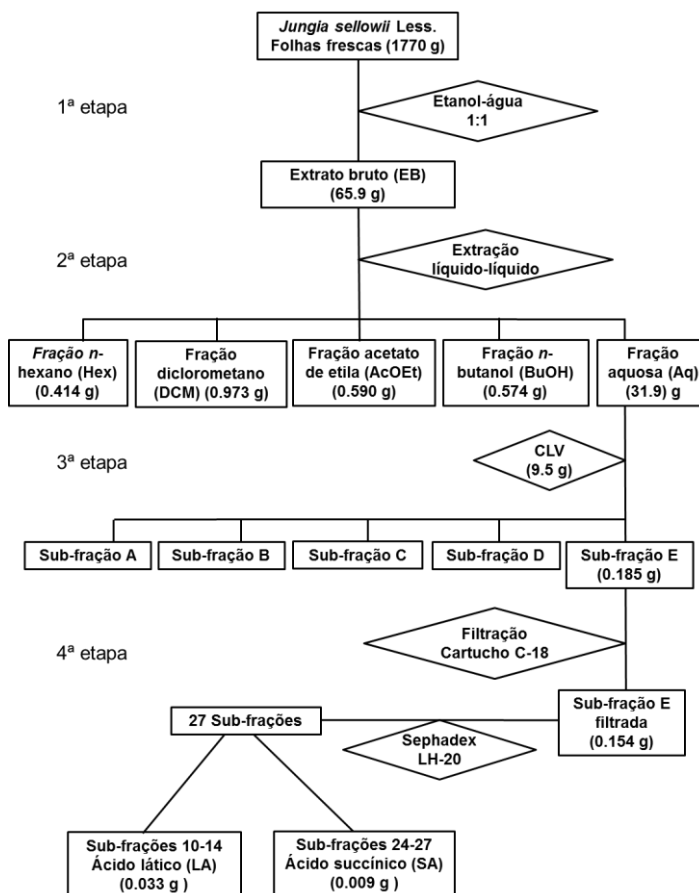 Jungia sellowii Less.
Folhas frescas (1770 g)
1ª etapa
Etanol-água
1:1
Extrato bruto (EB)
(65.9 g)
2ª etapa
Extração
líquido-líquido
Fração n-
hexano (Hex)
(0.414 g)
Fração
diclorometano
(DCM) (0.973 g)
Fração acetato
de etila (AcOEt)
(0.590 g)
Fração n-
butanol (BuOH)
(0.574 g)
Fração
aquosa (Aq)
(31.9) g
3ª etapa
CLV
(9.5 g)
Sub-fração A
Sub-fração B
Sub-fração C
Sub-fração D
Sub-fração E
(0.185 g)
4ª etapa
Filtração
Cartucho C-18
27 Sub-frações
Sephadex
LH-20
Sub-fração E
filtrada
(0.154 g)
Sub-frações 10-14
Ácido lático (LA)
(0.033 g )
Sub-frações 24-27
Ácido succínico (SA)
(0.009 g )